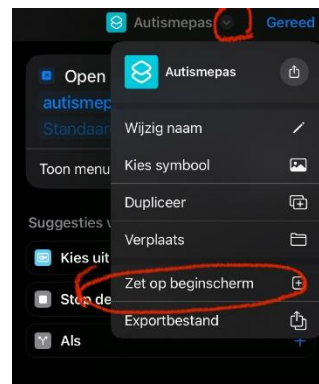 Autismepas
Gereed
Open
Autismepas
autismep
Standaar
Wijzig naam
Toon menu
Kies symbool
Dupliceer
Suggesties v
Verplaats
Kies uit
Zet op beginscherm
Stop de
Exportbestand
Als